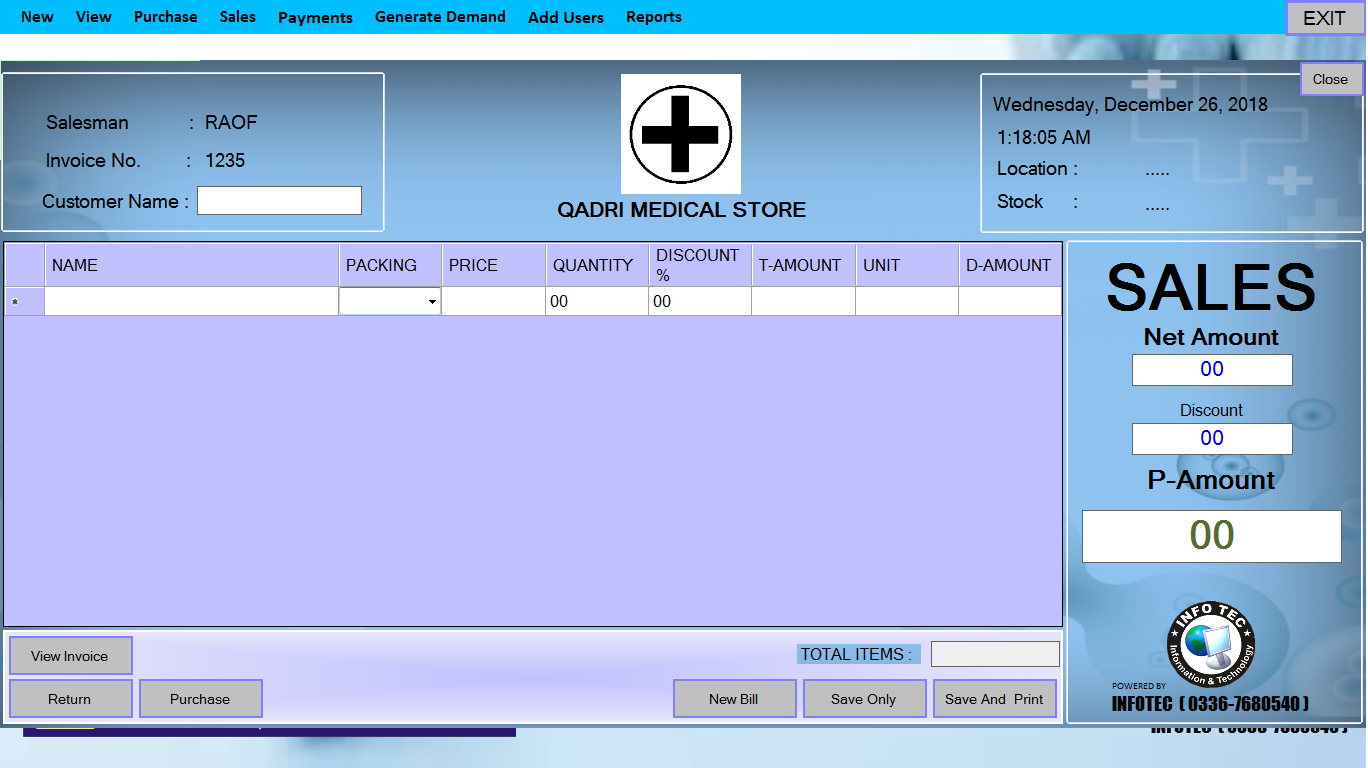 New View Purchase Sales Payments Generate Demand Add Users Reports EXIT
Close
Salesman : RAOF
Invoice No. : 1235
Customer Name :
QADRI MEDICAL STORE
Wednesday, December 26, 2018
1:18:05 AM
Location : .....
Stock : .....
NAME PACKING PRICE QUANTITY DISCOUNT % T-AMOUNT UNIT D-AMOUNT
* 00 00
SALES
Net Amount
00
Discount
00
P-Amount
00
INFO TEC
Information & Technology
POWERED BY
INFOTEC ( 0336-7680540 )
View Invoice
TOTAL ITEMS :
Return Purchase New Bill Save Only Save And Print